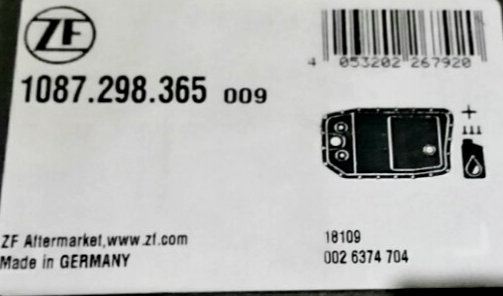 ZF
4 053202 267920
1087.298.365 009
ZF Aftermarket,www.zf.com
Made in GERMANY
18109
002 6374 704